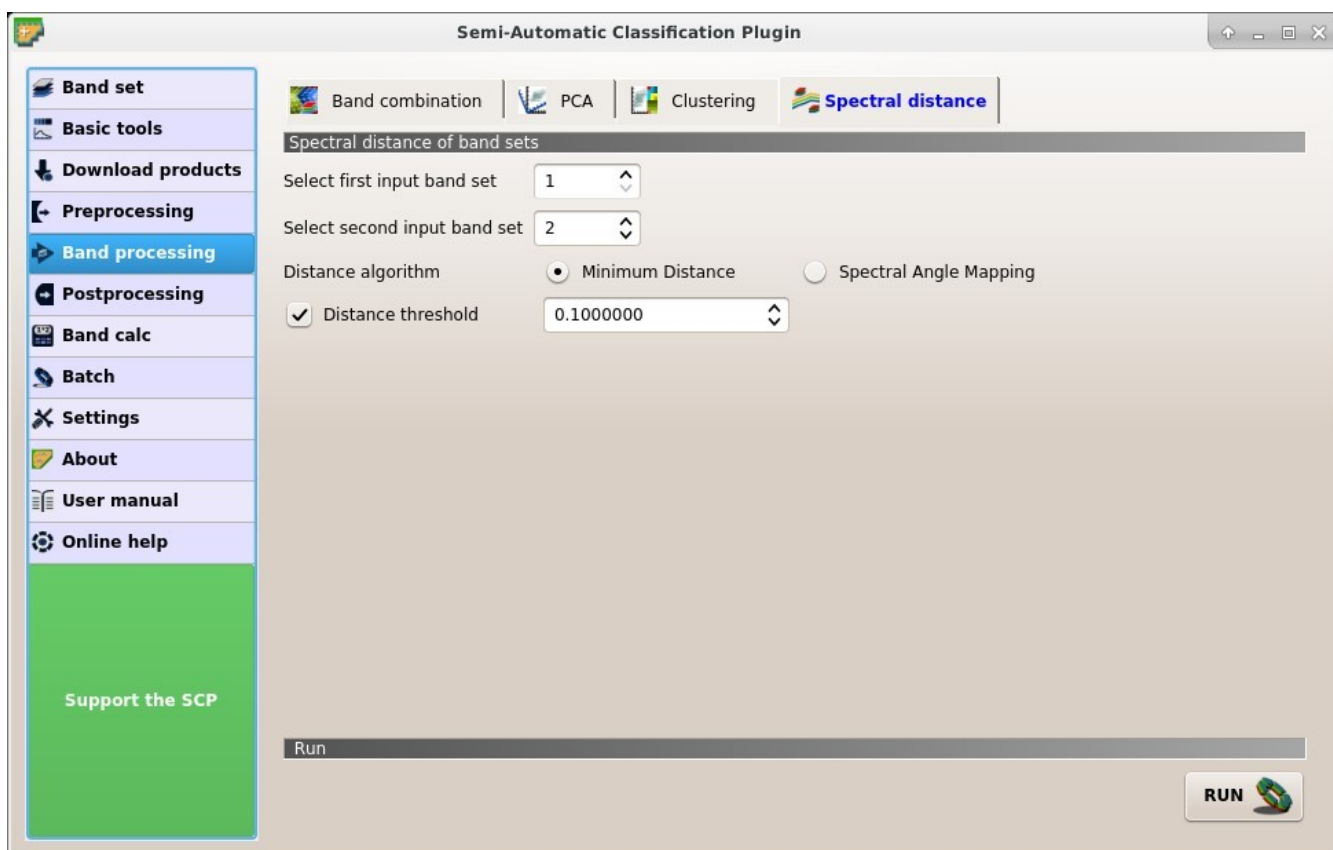 Semi-Automatic Classification Plugin
Band set
Basic tools
Download products
Preprocessing
Band processing
Postprocessing
Band calc
Batch
Settings
About
User manual
Online help
Support the SCP
Band combination PCA Clustering Spectral distance
Spectral distance of band sets
Select first input band set 1
Select second input band set 2
Distance algorithm Minimum Distance Spectral Angle Mapping
Distance threshold 0.1000000
Run
RUN